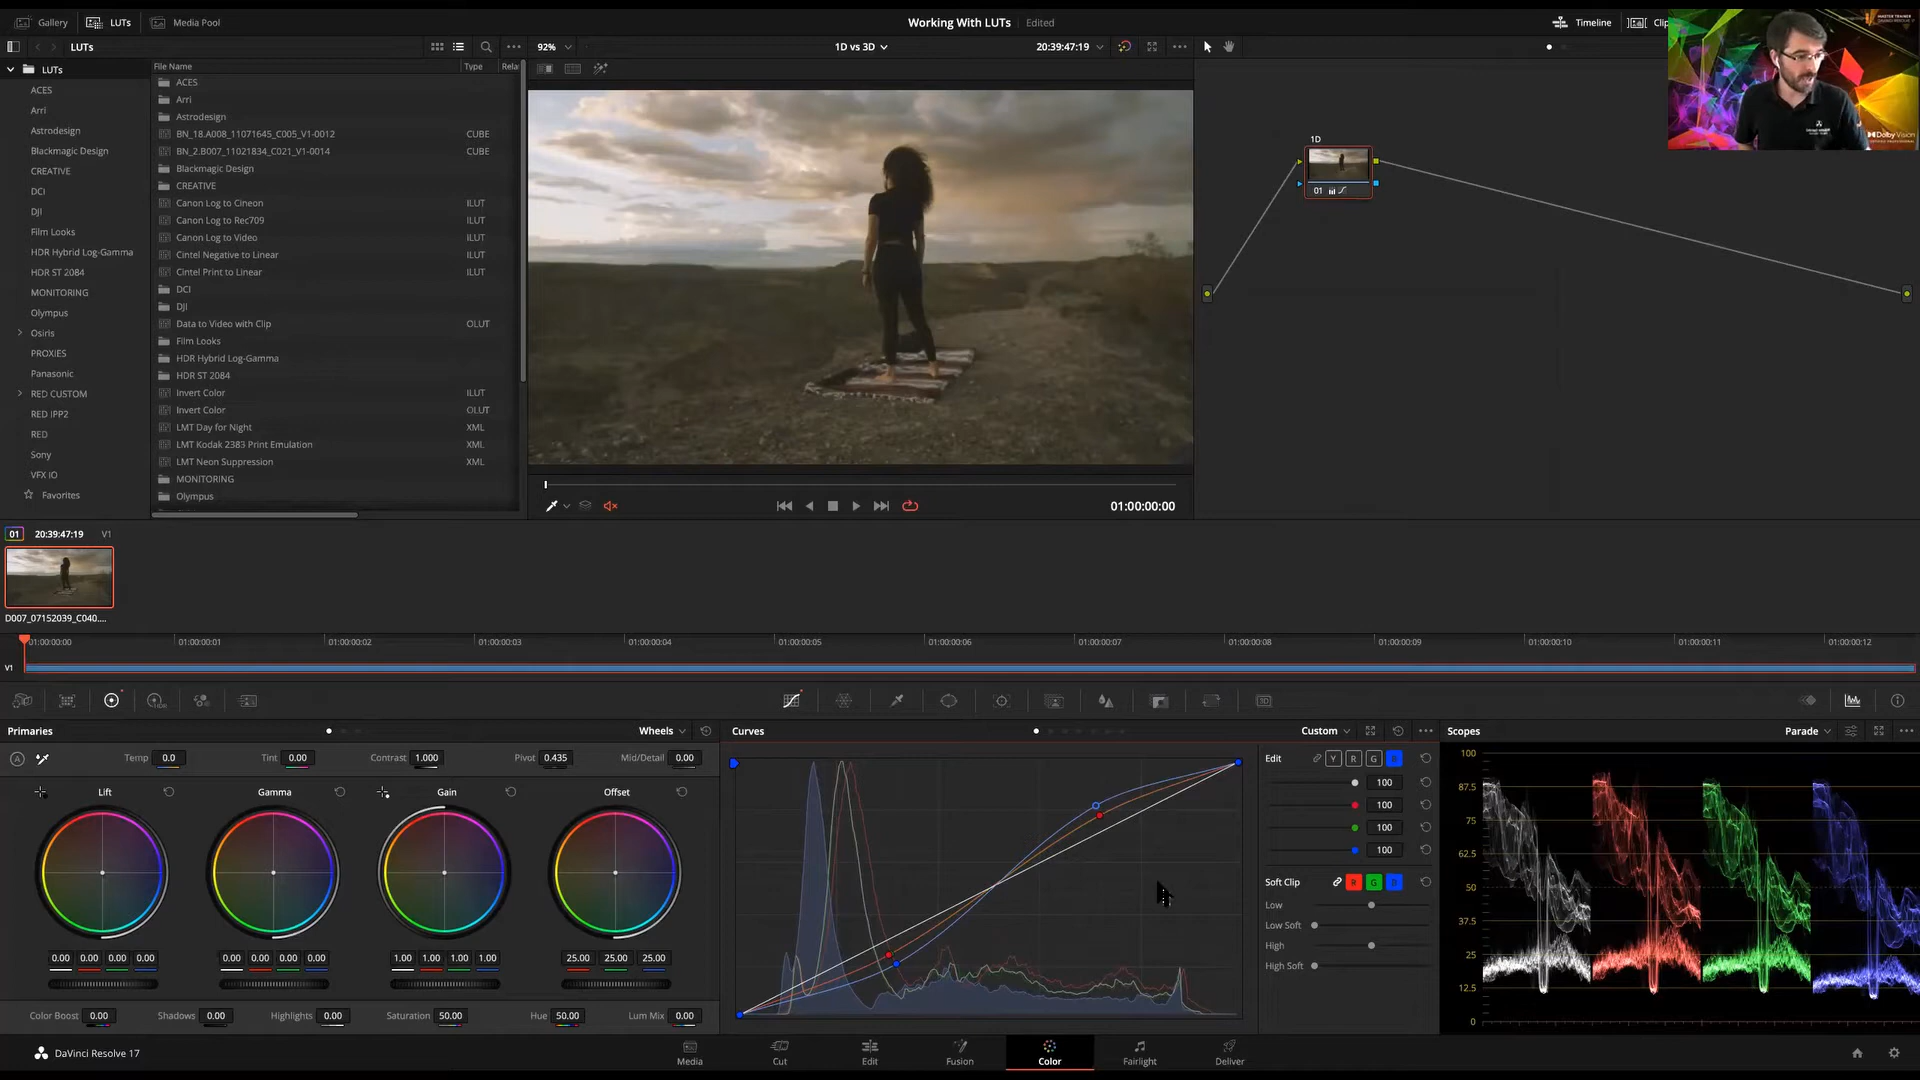 Gallery
LUTs
Media Pool
Working With LUTs
Edited
Timeline
LUTs
92%
1D vs 3D
20:39:47:19
LUTs
ACES
Arri
Astrodesign
Blackmagic Design
CREATIVE
DCI
DJI
Film Looks
HDR Hybrid Log-Gamma
HDR ST 2084
MONITORING
Olympus
Osiris
PROXIES
Panasonic
RED CUSTOM
RED IPP2
RED
Sony
VFX IO
Favorites
File Name Type Rela
ACES
Arri
Astrodesign
BN_18.A008_11071645_C005_V1-0012 CUBE
BN_2.B007_11021834_C021_V1-0014 CUBE
Blackmagic Design
CREATIVE
Canon Log to Cineon ILUT
Canon Log to Rec709 ILUT
Canon Log to Video ILUT
Cintel Negative to Linear ILUT
Cintel Print to Linear ILUT
DCI
DJI
Data to Video with Clip OLUT
Film Looks
HDR Hybrid Log-Gamma
HDR ST 2084
Invert Color ILUT
Invert Color OLUT
LMT Day for Night XML
LMT Kodak 2383 Print Emulation XML
LMT Neon Suppression XML
MONITORING
Olympus
01:00:00:00
1D
01
MASTER TRAINER
Dolby Vision
01 20:39:47:19 V1
D007_07152039_C040....
01:00:00:00 01:00:00:01 01:00:00:02 01:00:00:03 01:00:00:04 01:00:00:05 01:00:00:06 01:00:00:07 01:00:00:08 01:00:00:09 01:00:00:10 01:00:00:11 01:00:00:12
V1
Primaries
Wheels
Temp 0.0 Tint 0.00 Contrast 1.000 Pivot 0.435 Mid/Detail 0.00
Lift Gamma Gain Offset
0.00 0.00 0.00 0.00 0.00 0.00 0.00 0.00 1.00 1.00 1.00 1.00 25.00 25.00 25.00
Color Boost 0.00 Shadows 0.00 Highlights 0.00 Saturation 50.00 Hue 50.00 Lum Mix 0.00
Curves
Custom
Edit Y R G B
100
100
100
100
Soft Clip R G B
Low
Low Soft
High
High Soft
Scopes
Parade
100
87.5
75
62.5
50
37.5
25
12.5
0
DaVinci Resolve 17
Media Cut Edit Fusion Color Fairlight Deliver